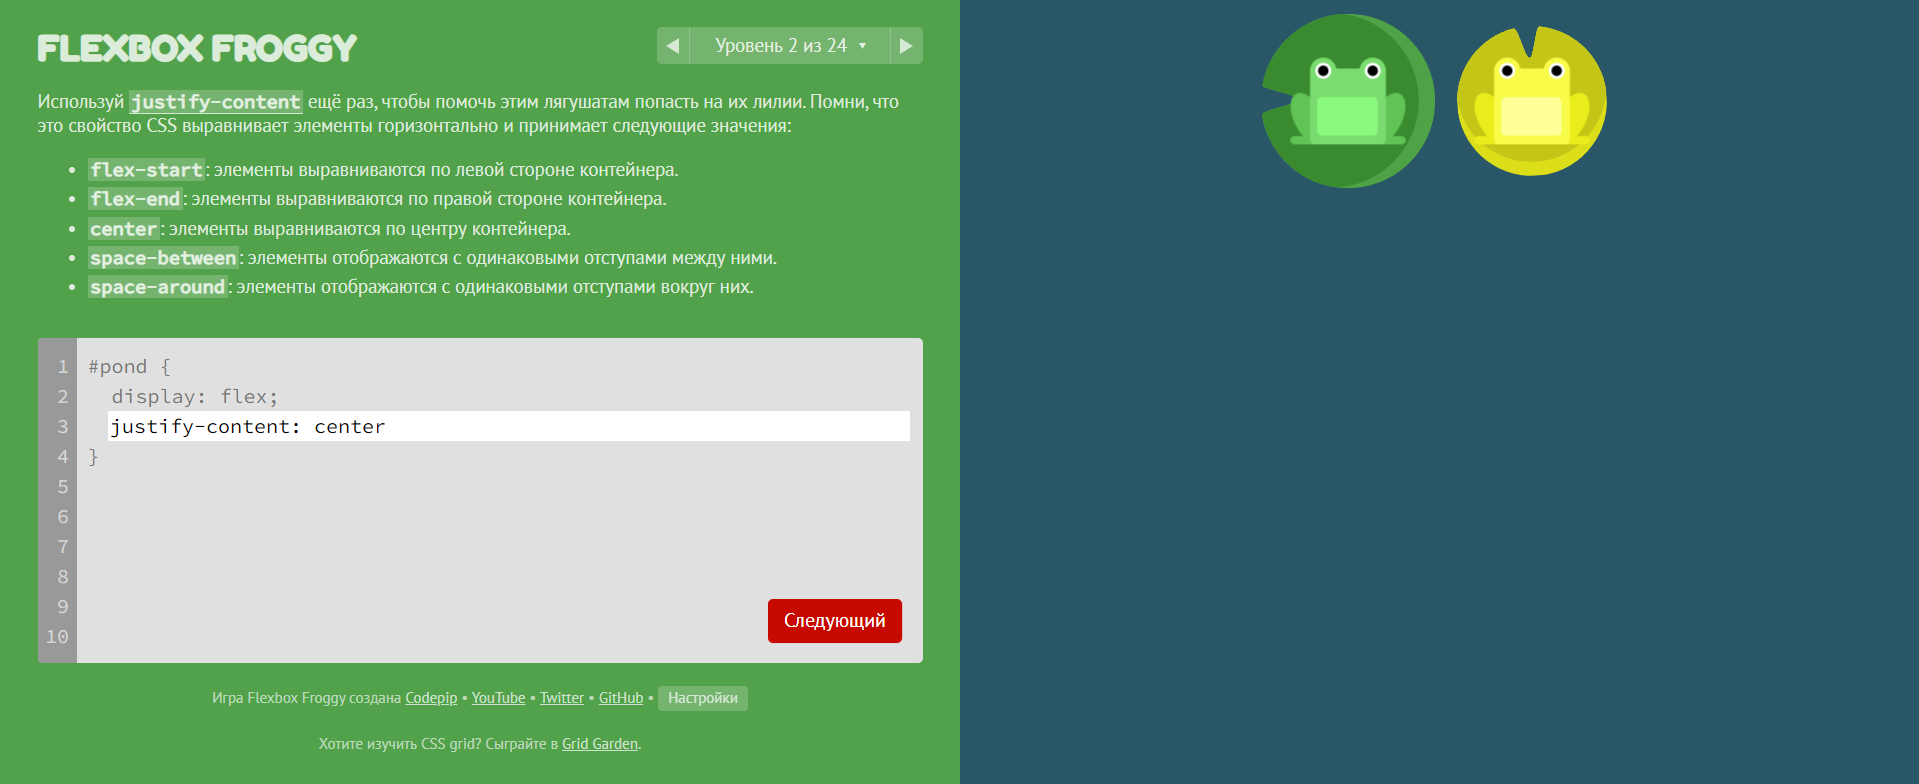 FLEXBOX FROGGY
Уровень 2 из 24
Используй justify-content ещё раз, чтобы помочь этим лягушатам попасть на их лилии. Помни, что
это свойство CSS выравнивает элементы горизонтально и принимает следующие значения:
flex-start: элементы выравниваются по левой стороне контейнера.
flex-end: элементы выравниваются по правой стороне контейнера.
center: элементы выравниваются по центру контейнера.
space-between: элементы отображаются с одинаковыми отступами между ними.
space-around: элементы отображаются с одинаковыми отступами вокруг них.
1 #pond {
2 display: flex;
3 justify-content: center
4 }
5
6
7
8
9
10
Следующий
Игра Flexbox Froggy создана Codepip • YouTube • Twitter • GitHub • Настройки
Хотите изучить CSS grid? Сыграйте в Grid Garden.